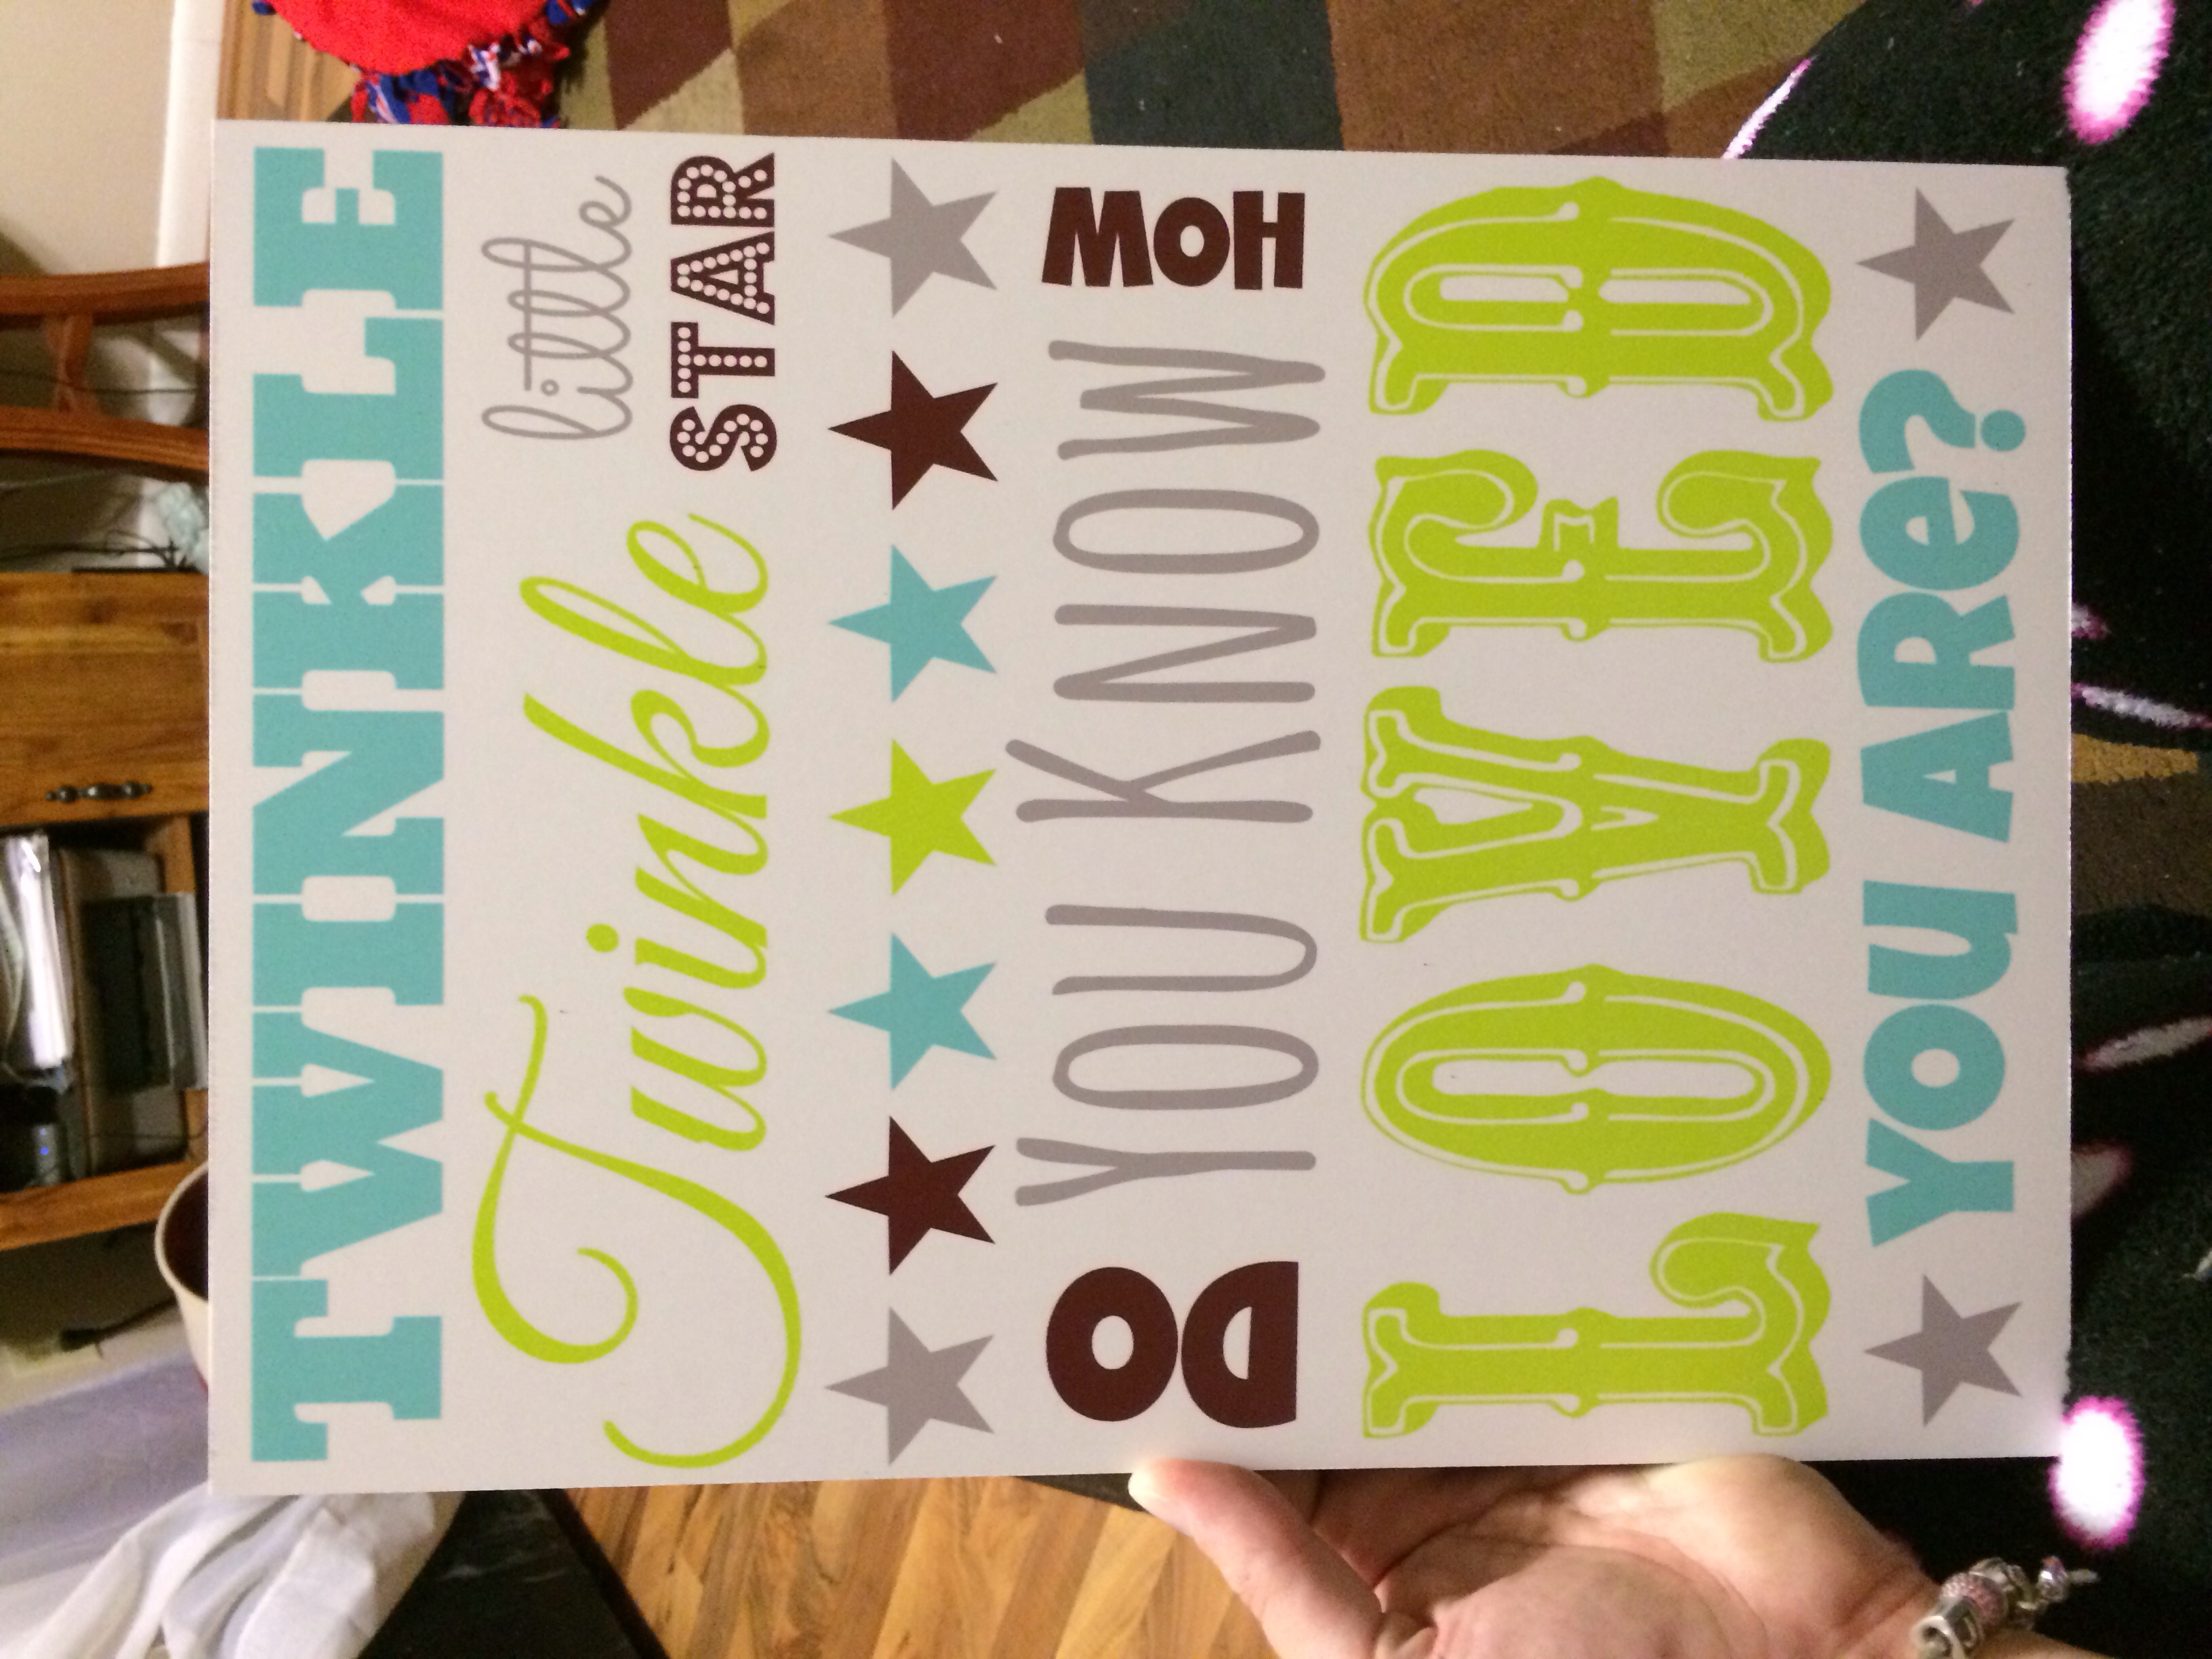 TWINKLE
Twinkle little STAR
DO YOU KNOW HOW
LOVED
YOU ARe?